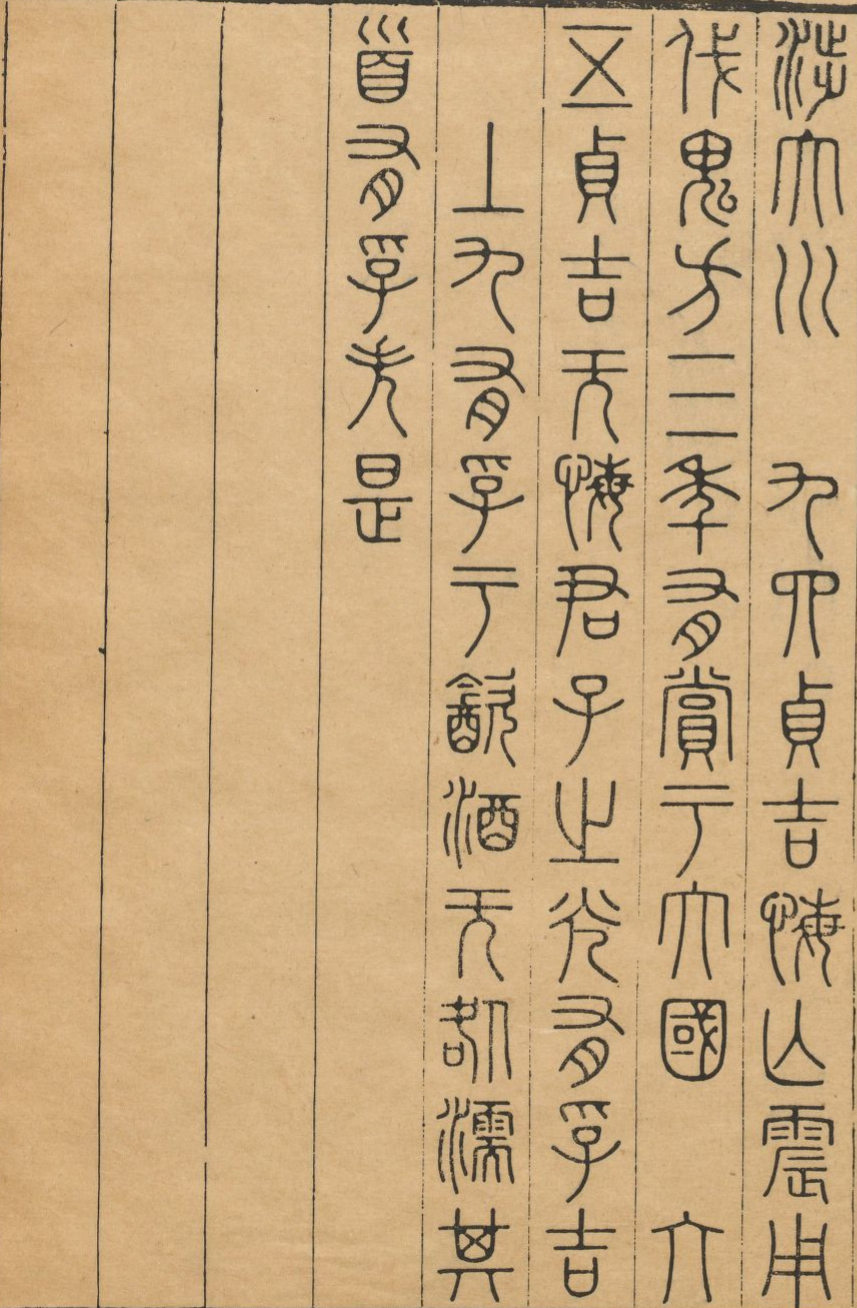 涉大川　九四貞吉悔亾震用
伐鬼方三年有賞于大國　六
五貞吉无悔君子之光有孚吉
上九有孚于㱃酒无咎濡其
首有孚失是